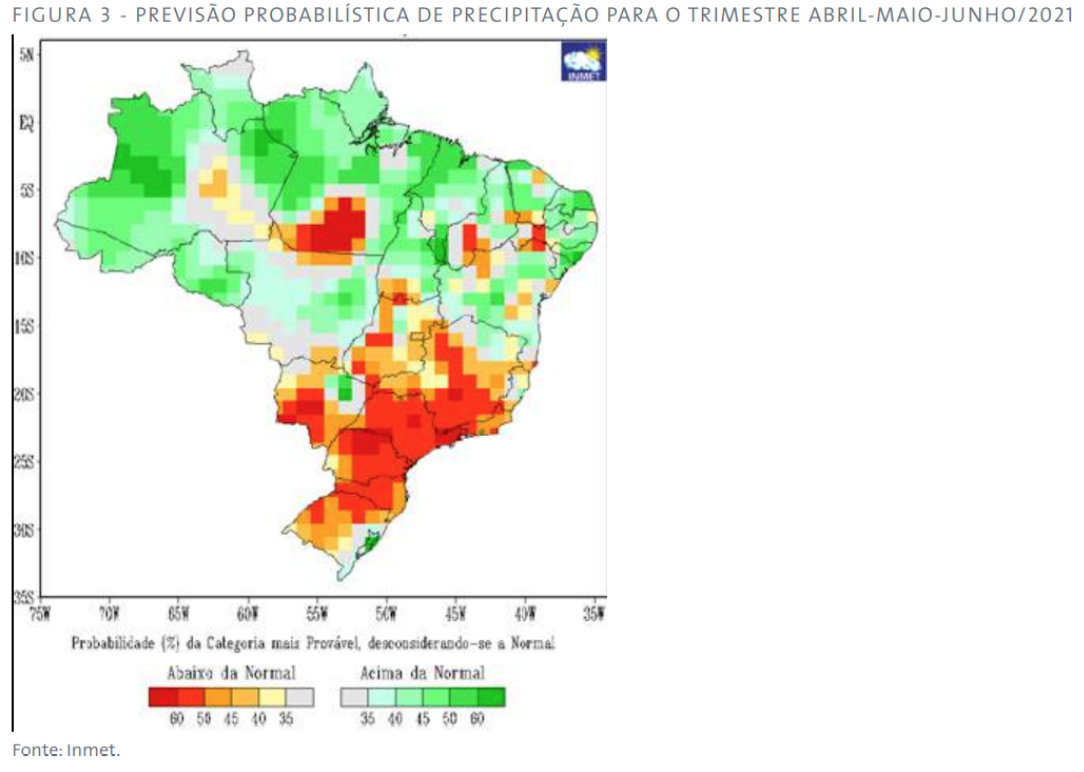 FIGURA 3 - PREVISÃO PROBABILÍSTICA DE PRECIPITAÇÃO PARA O TRIMESTRE ABRIL-MAIO-JUNHO/2021
INMET
5N
EQ
5S
10S
15S
20S
25S
30S
35S
75W 70W 65W 60W 55W 50W 45W 40W 35W
Probabilidade (%) da Categoria mais Provável, desconsiderando-se a Normal
Abaixo da Normal Acima da Normal
60 50 45 40 35 35 40 45 50 60
Fonte: Inmet.